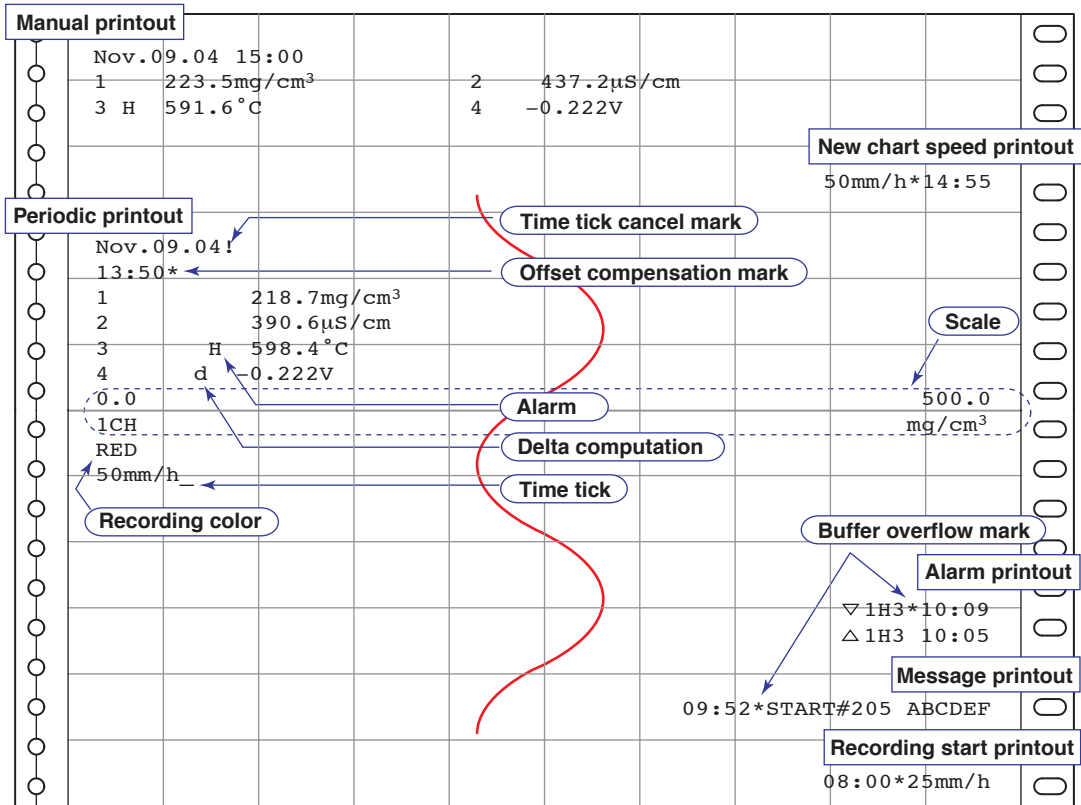 Manual printout
Nov.09.04 15:00
1 223.5mg/cm³ 2 437.2µS/cm
3 H 591.6°C 4 −0.222V
New chart speed printout
50mm/h*14:55
Periodic printout
Time tick cancel mark
Nov.09.04!
13:50*
Offset compensation mark
1 218.7mg/cm³
2 390.6µS/cm
Scale
3 H 598.4°C
4 d −0.222V
0.0 500.0
Alarm
1CH mg/cm³
RED
Delta computation
50mm/h_
Time tick
Recording color
Buffer overflow mark
Alarm printout
▽1H3*10:09
△1H3 10:05
Message printout
09:52*START#205 ABCDEF
Recording start printout
08:00*25mm/h